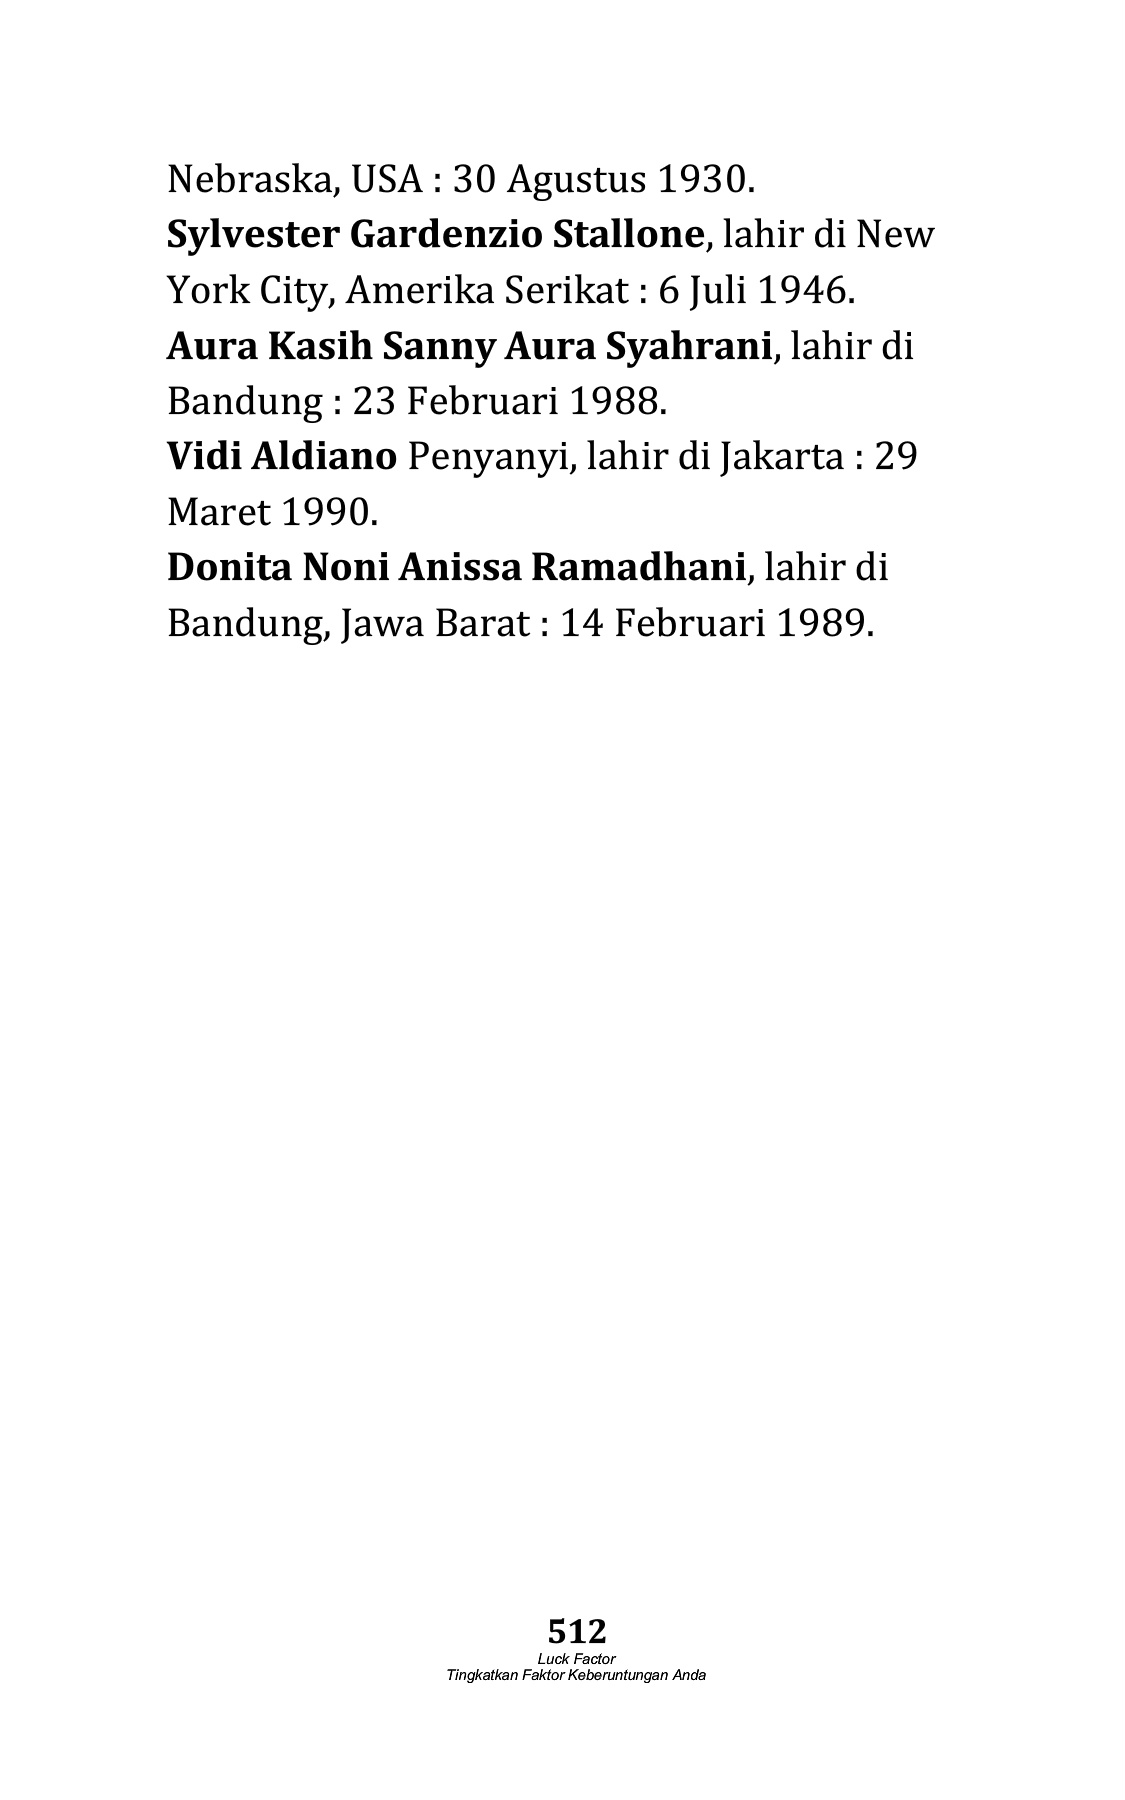 Nebraska, USA : 30 Agustus 1930.
Sylvester Gardenzio Stallone, lahir di New
York City, Amerika Serikat : 6 Juli 1946.
Aura Kasih Sanny Aura Syahrani, lahir di
Bandung : 23 Februari 1988.
Vidi Aldiano Penyanyi, lahir di Jakarta : 29
Maret 1990.
Donita Noni Anissa Ramadhani, lahir di
Bandung, Jawa Barat : 14 Februari 1989.
512
Luck Factor
Tingkatkan Faktor Keberuntungan Anda